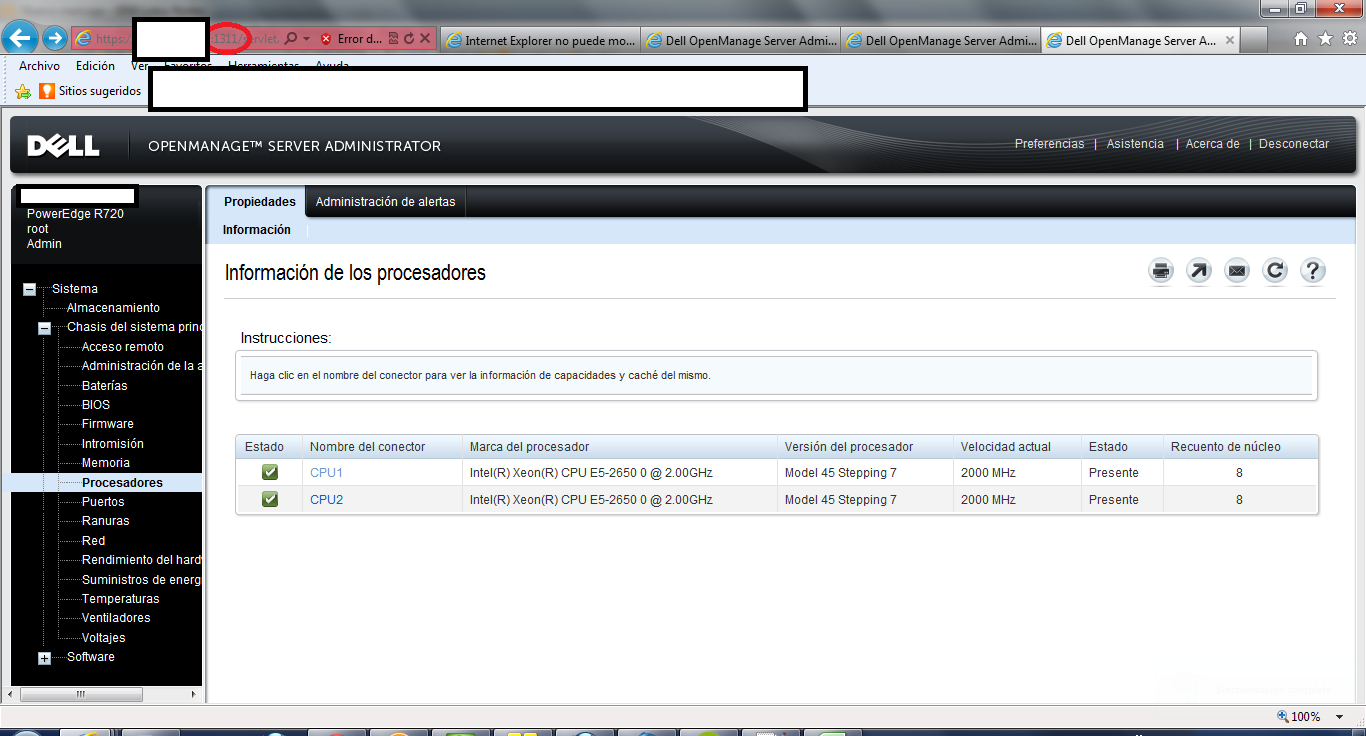 https:// :1311/servlet. Error d...
Internet Explorer no puede mo...
Dell OpenManage Server Admi...
Dell OpenManage Server Admi...
Dell OpenManage Server A...
Archivo Edición Ver Favoritos Herramientas Ayuda
Sitios sugeridos
DELL OPENMANAGE™ SERVER ADMINISTRATOR
Preferencias | Asistencia | Acerca de | Desconectar
PowerEdge R720
root
Admin
Sistema
Almacenamiento
Chasis del sistema princ
Acceso remoto
Administración de la a
Baterías
BIOS
Firmware
Intromisión
Memoria
Procesadores
Puertos
Ranuras
Red
Rendimiento del hard
Suministros de energ
Temperaturas
Ventiladores
Voltajes
Software
Propiedades Administración de alertas
Información
Información de los procesadores
Instrucciones:
Haga clic en el nombre del conector para ver la información de capacidades y caché del mismo.
Estado Nombre del conector Marca del procesador Versión del procesador Velocidad actual Estado Recuento de núcleo
CPU1 Intel(R) Xeon(R) CPU E5-2650 0 @ 2.00GHz Model 45 Stepping 7 2000 MHz Presente 8
CPU2 Intel(R) Xeon(R) CPU E5-2650 0 @ 2.00GHz Model 45 Stepping 7 2000 MHz Presente 8
100%